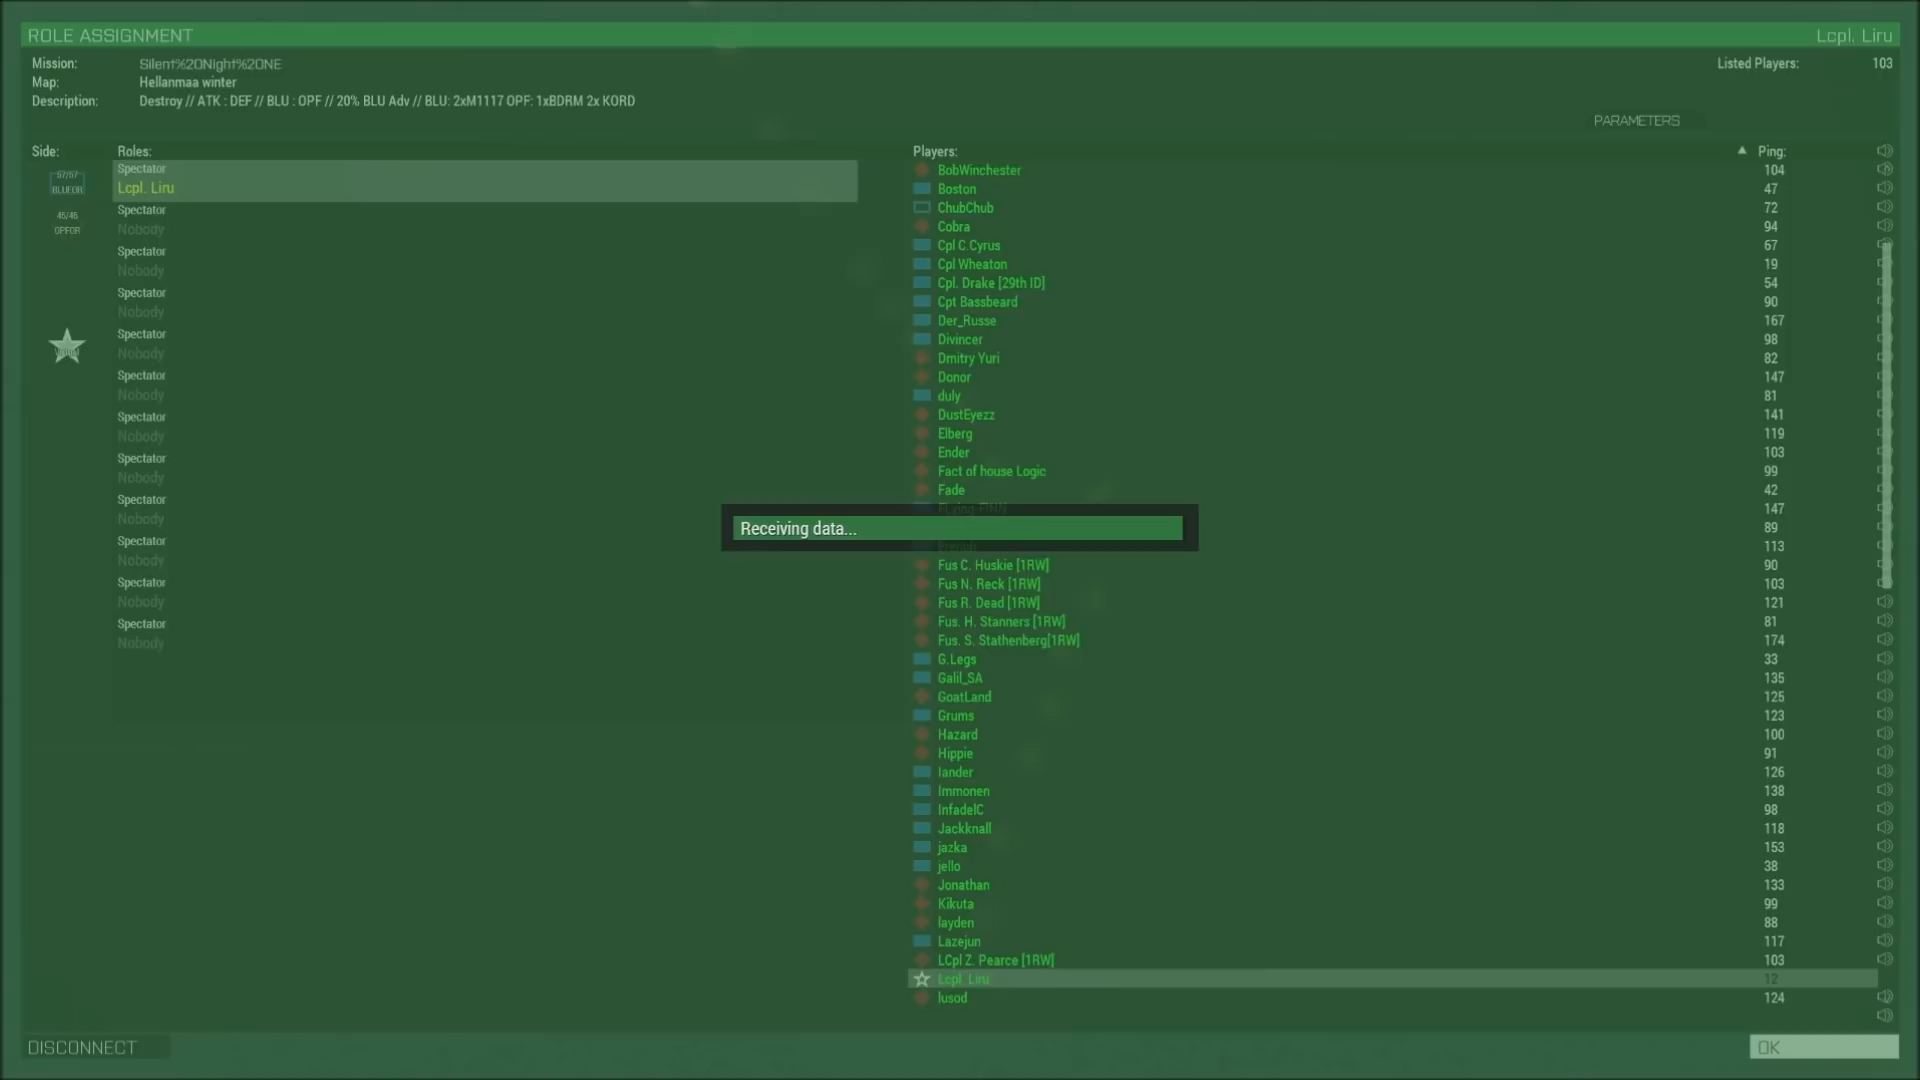 ROLE ASSIGNMENT Lcpl. Liru
Mission: Silent%20Night%20NE Listed Players: 103
Map: Hellanmaa winter
Description: Destroy // ATK : DEF // BLU : OPF // 20% BLU Adv // BLU: 2xM1117 OPF: 1xBDRM 2x KORD
PARAMETERS
Side: Roles: Players: Ping:
57/57
BLUFOR
45/45
OPFOR
Spectator
Lcpl. Liru
Spectator
Nobody
Spectator
Nobody
Spectator
Nobody
Spectator
Nobody
Spectator
Nobody
Spectator
Nobody
Spectator
Nobody
Spectator
Nobody
Spectator
Nobody
Spectator
Nobody
Spectator
Nobody
BobWinchester 104
Boston 47
ChubChub 72
Cobra 94
Cpl C.Cyrus 67
Cpl Wheaton 19
Cpl. Drake [29th ID] 54
Cpt Bassbeard 90
Der_Russe 167
Divincer 98
Dmitry Yuri 82
Donor 147
duly 81
DustEyezz 141
Elberg 119
Ender 103
Fact of house Logic 99
Fade 42
FLying-FINN 147
Receiving data... 89
113
Fus C. Huskie [1RW] 90
Fus N. Reck [1RW] 103
Fus R. Dead [1RW] 121
Fus. H. Stanners [1RW] 81
Fus. S. Stathenberg[1RW] 174
G.Legs 33
Galil_SA 135
GoatLand 125
Grums 123
Hazard 100
Hippie 91
Iander 126
Immonen 138
InfadelC 98
Jackknall 118
jazka 153
jello 38
Jonathan 133
Kikuta 99
layden 88
Lazejun 117
LCpl Z. Pearce [1RW] 103
Lcpl. Liru 12
lusod 124
DISCONNECT OK